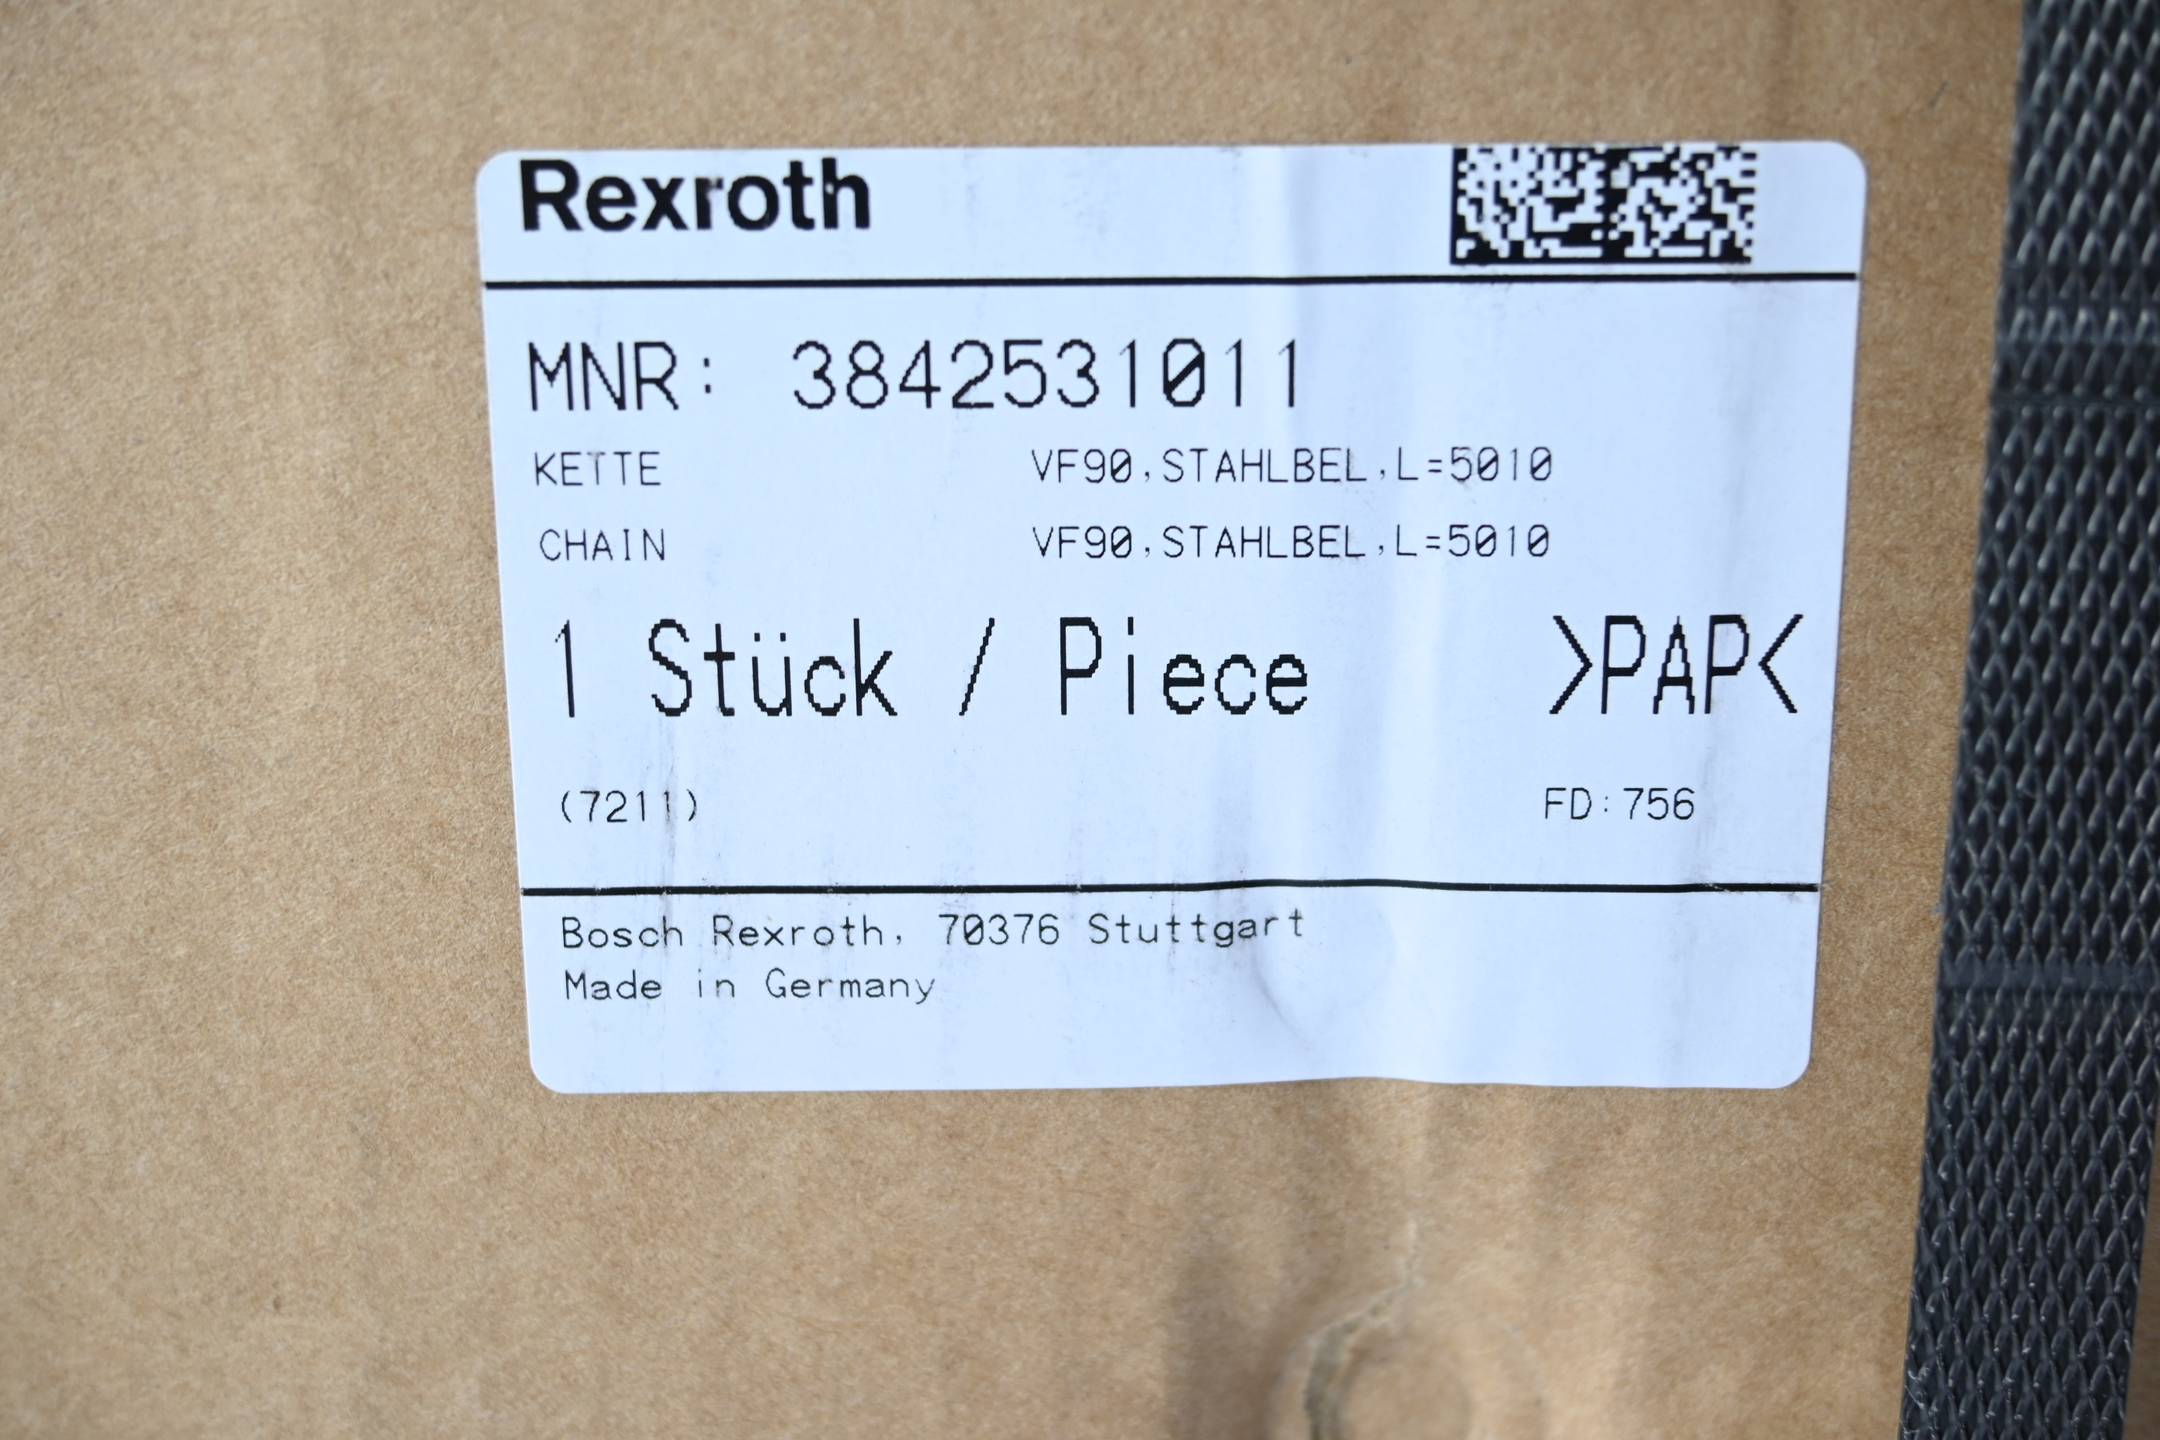 Rexroth
MNR: 3842531011
KETTE VF90,STAHLBEL,L=5010
CHAIN VF90,STAHLBEL,L=5010
1 Stück / Piece >PAP<
(7211) FD:756
Bosch Rexroth, 70376 Stuttgart
Made in Germany